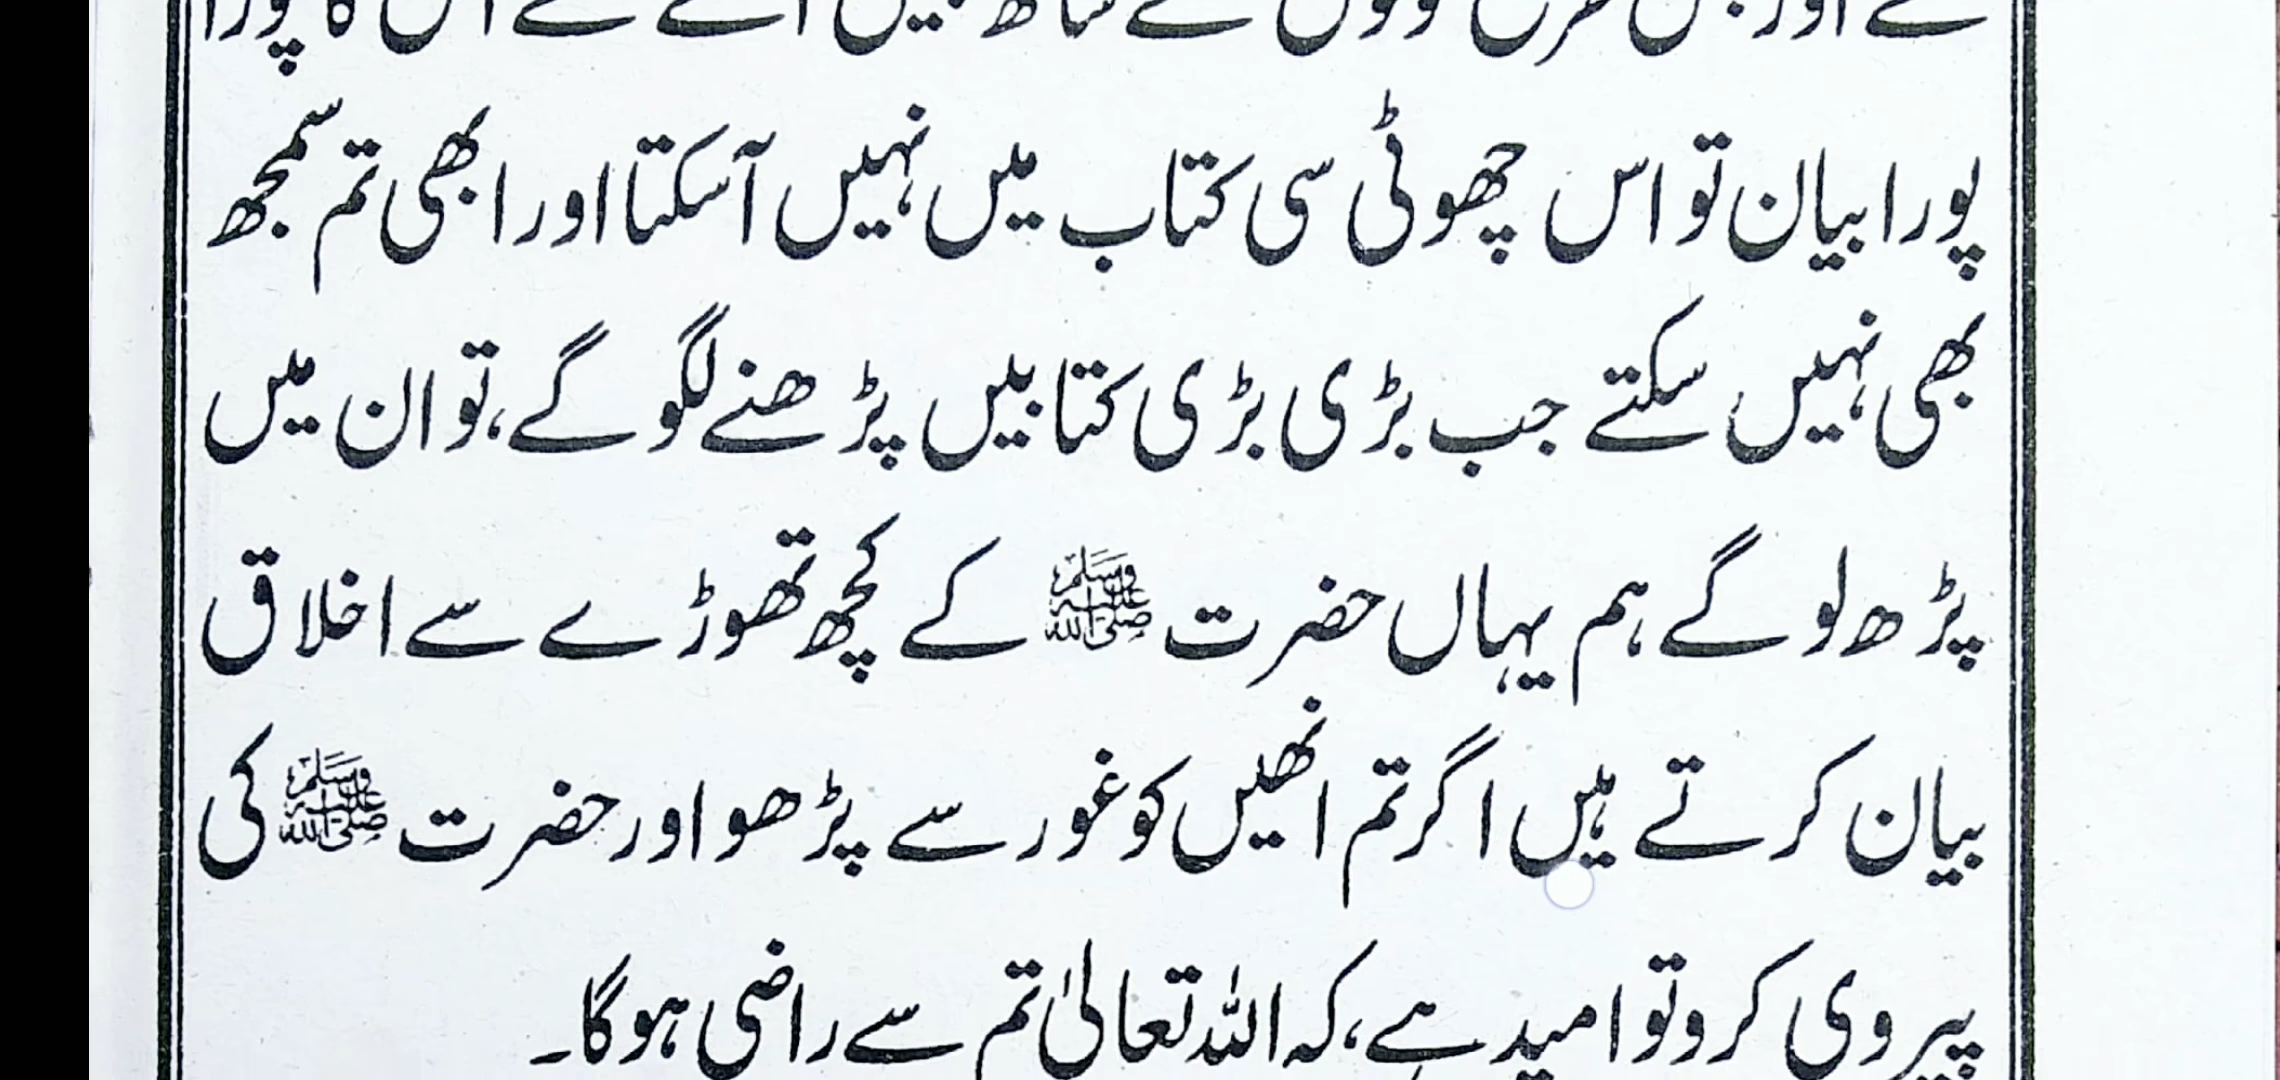 پورا بیان تو اس چھوٹی سی کتاب میں نہیں آسکتا اور ابھی تم سمجھ
بھی نہیں سکتے جب بڑی بڑی کتابیں پڑھنے لگو گے، تو ان میں
پڑھ لو گے ہم یہاں حضرت ﷺ کے کچھ تھوڑے سے اخلاق
بیان کرتے ہیں اگر تم انھیں کو غور سے پڑھو اور حضرت ﷺ کی
پیروی کرو تو امید ہے، کہ اللہ تعالیٰ تم سے راضی ہوگا۔